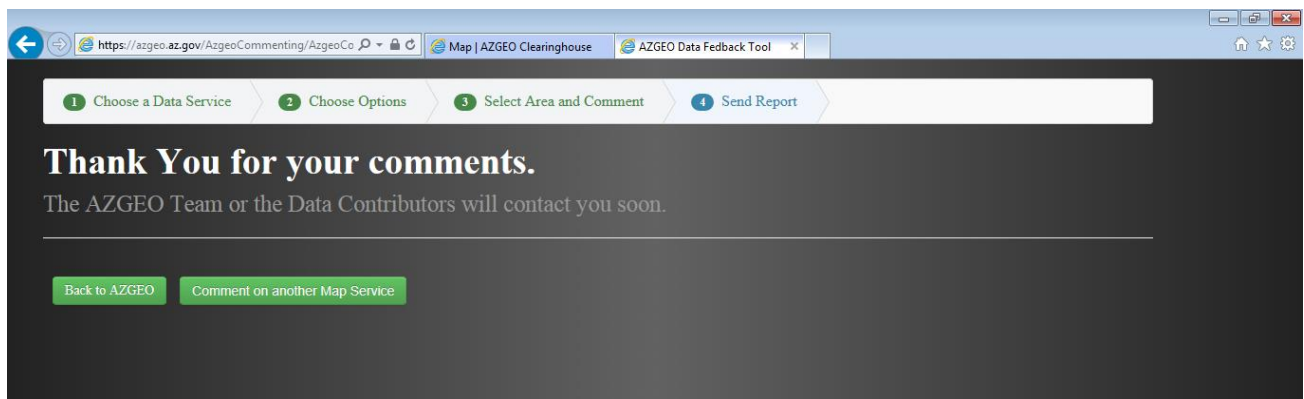 https://azgeo.az.gov/AzgeoCommenting/AzgeoCo
Map | AZGEO Clearinghouse
AZGEO Data Fedback Tool
1 Choose a Data Service
2 Choose Options
3 Select Area and Comment
4 Send Report
Thank You for your comments.
The AZGEO Team or the Data Contributors will contact you soon.
Back to AZGEO
Comment on another Map Service